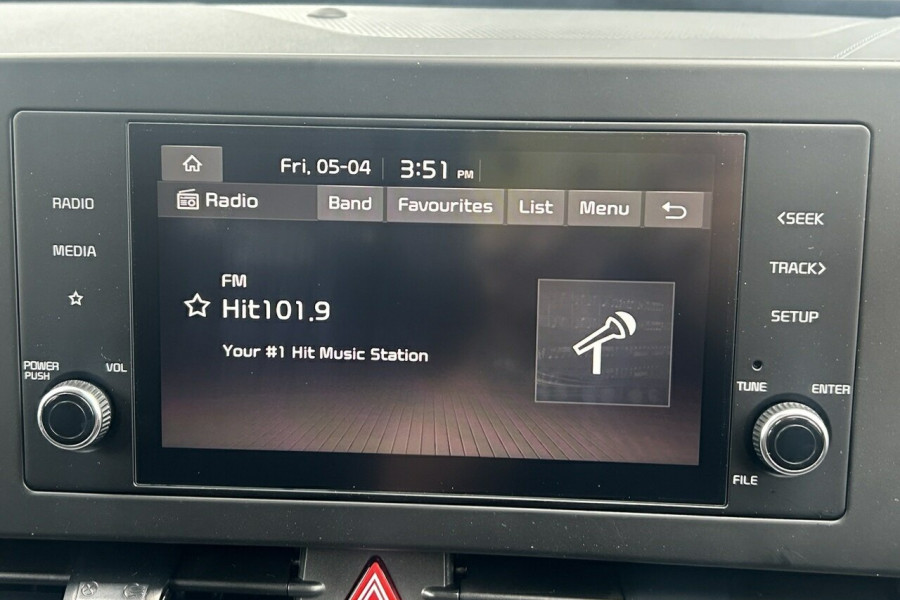 Fri, 05-04 3:51 PM
Radio Band Favourites List Menu
FM
Hit101.9
Your #1 Hit Music Station
RADIO
MEDIA
POWER PUSH VOL
<SEEK
TRACK>
SETUP
TUNE ENTER
FILE